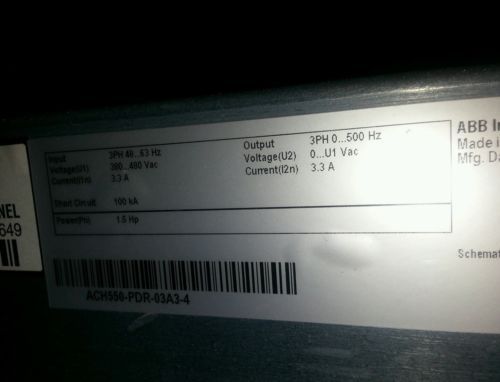 Input 3PH 48...63 Hz Output 3PH 0...500 Hz
Voltage(U1) 380...480 Vac Voltage(U2) 0...U1 Vac
Current(I1n) 3.3 A Current(I2n) 3.3 A
Short Circuit 100 kA
Power(Pn) 1.5 Hp
ACH550-PDR-03A3-4
ABB In
Made i
Mfg. Da
Schemat
NEL
649